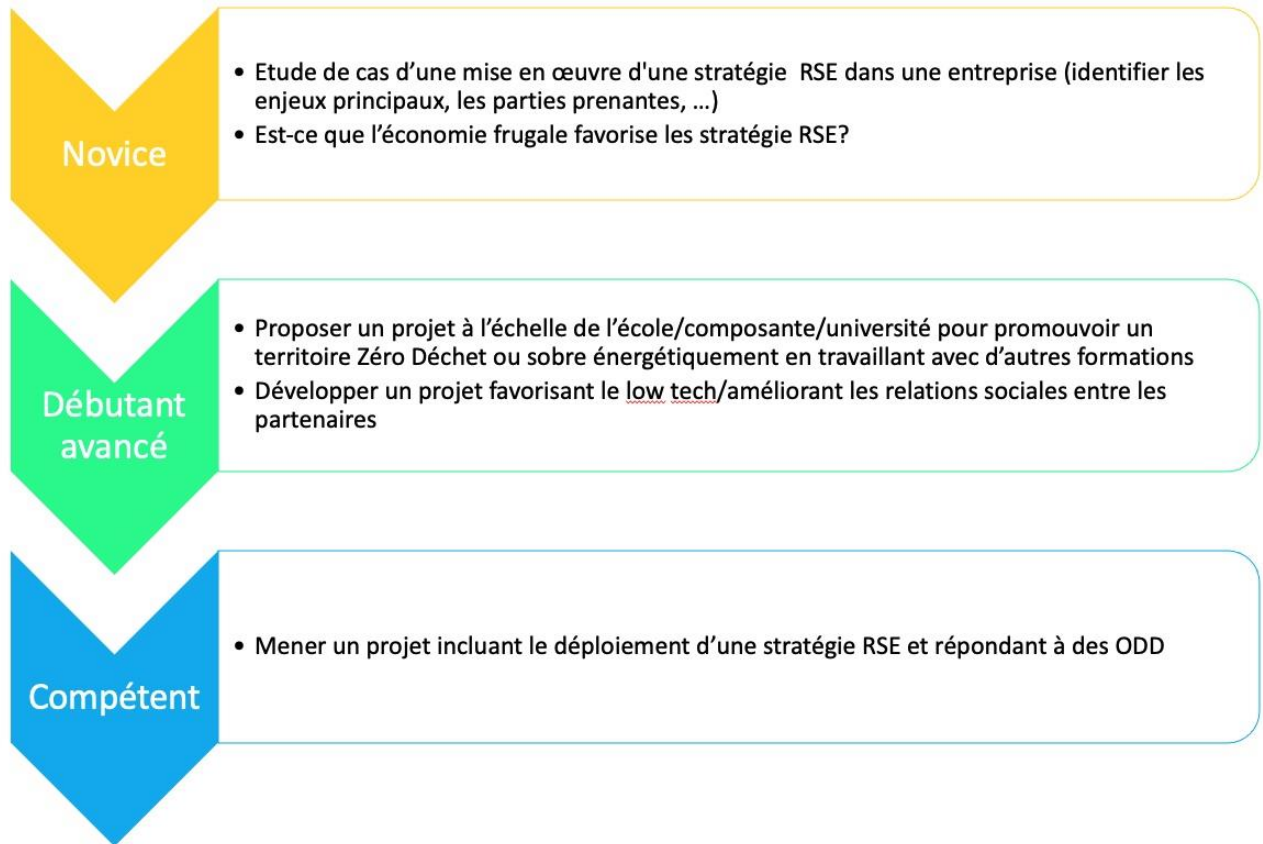 Novice
• Etude de cas d’une mise en œuvre d'une stratégie  RSE dans une entreprise (identifier les
enjeux principaux, les parties prenantes, …)
• Est-ce que l’économie frugale favorise les stratégie RSE?
Débutant
avancé
• Proposer un projet à l’échelle de l’école/composante/université pour promouvoir un
territoire Zéro Déchet ou sobre énergétiquement en travaillant avec d’autres formations
• Développer un projet favorisant le low tech/améliorant les relations sociales entre les
partenaires
Compétent
• Mener un projet incluant le déploiement d’une stratégie RSE et répondant à des ODD